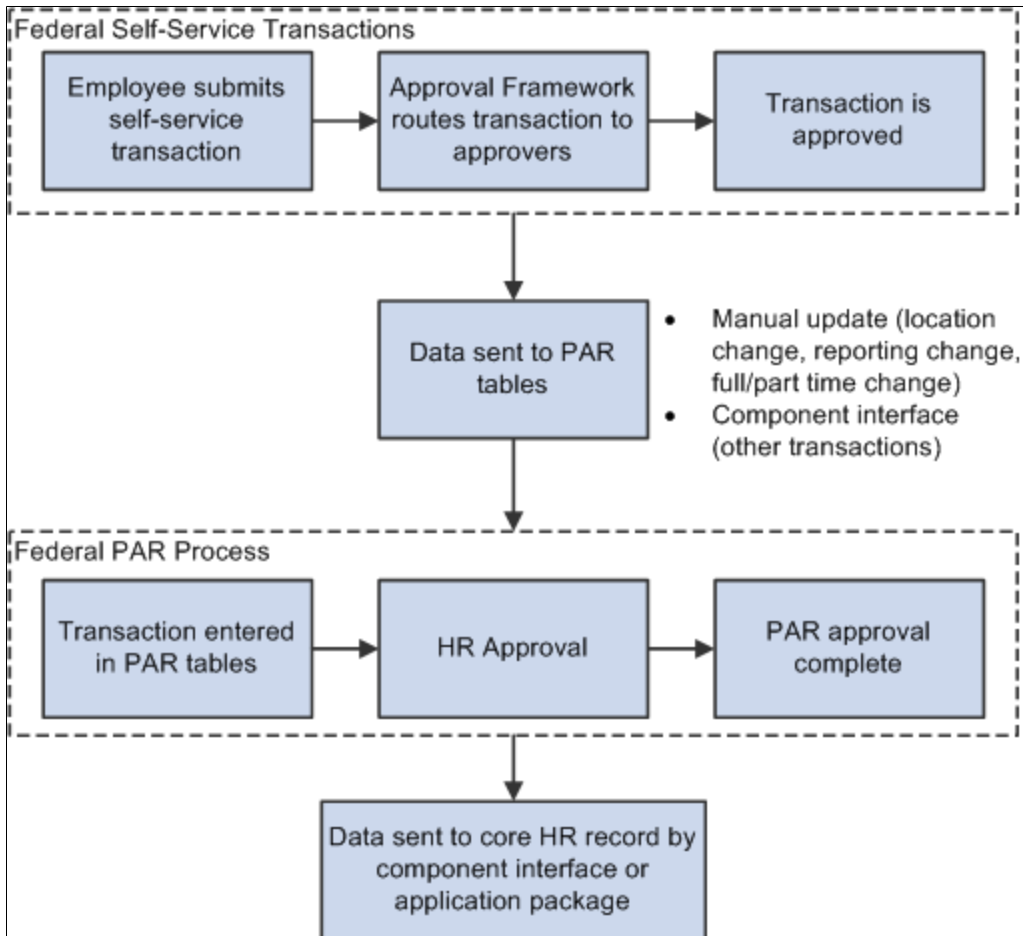 Federal Self-Service Transactions
Employee submits
self-service
transaction
Approval Framework
routes transaction to
approvers
Transaction is
approved
Data sent to PAR
tables
• Manual update (location
change, reporting change,
full/part time change)
• Component interface
(other transactions)
Federal PAR Process
Transaction entered
in PAR tables
HR Approval
PAR approval
complete
Data sent to core HR record by
component interface or
application package